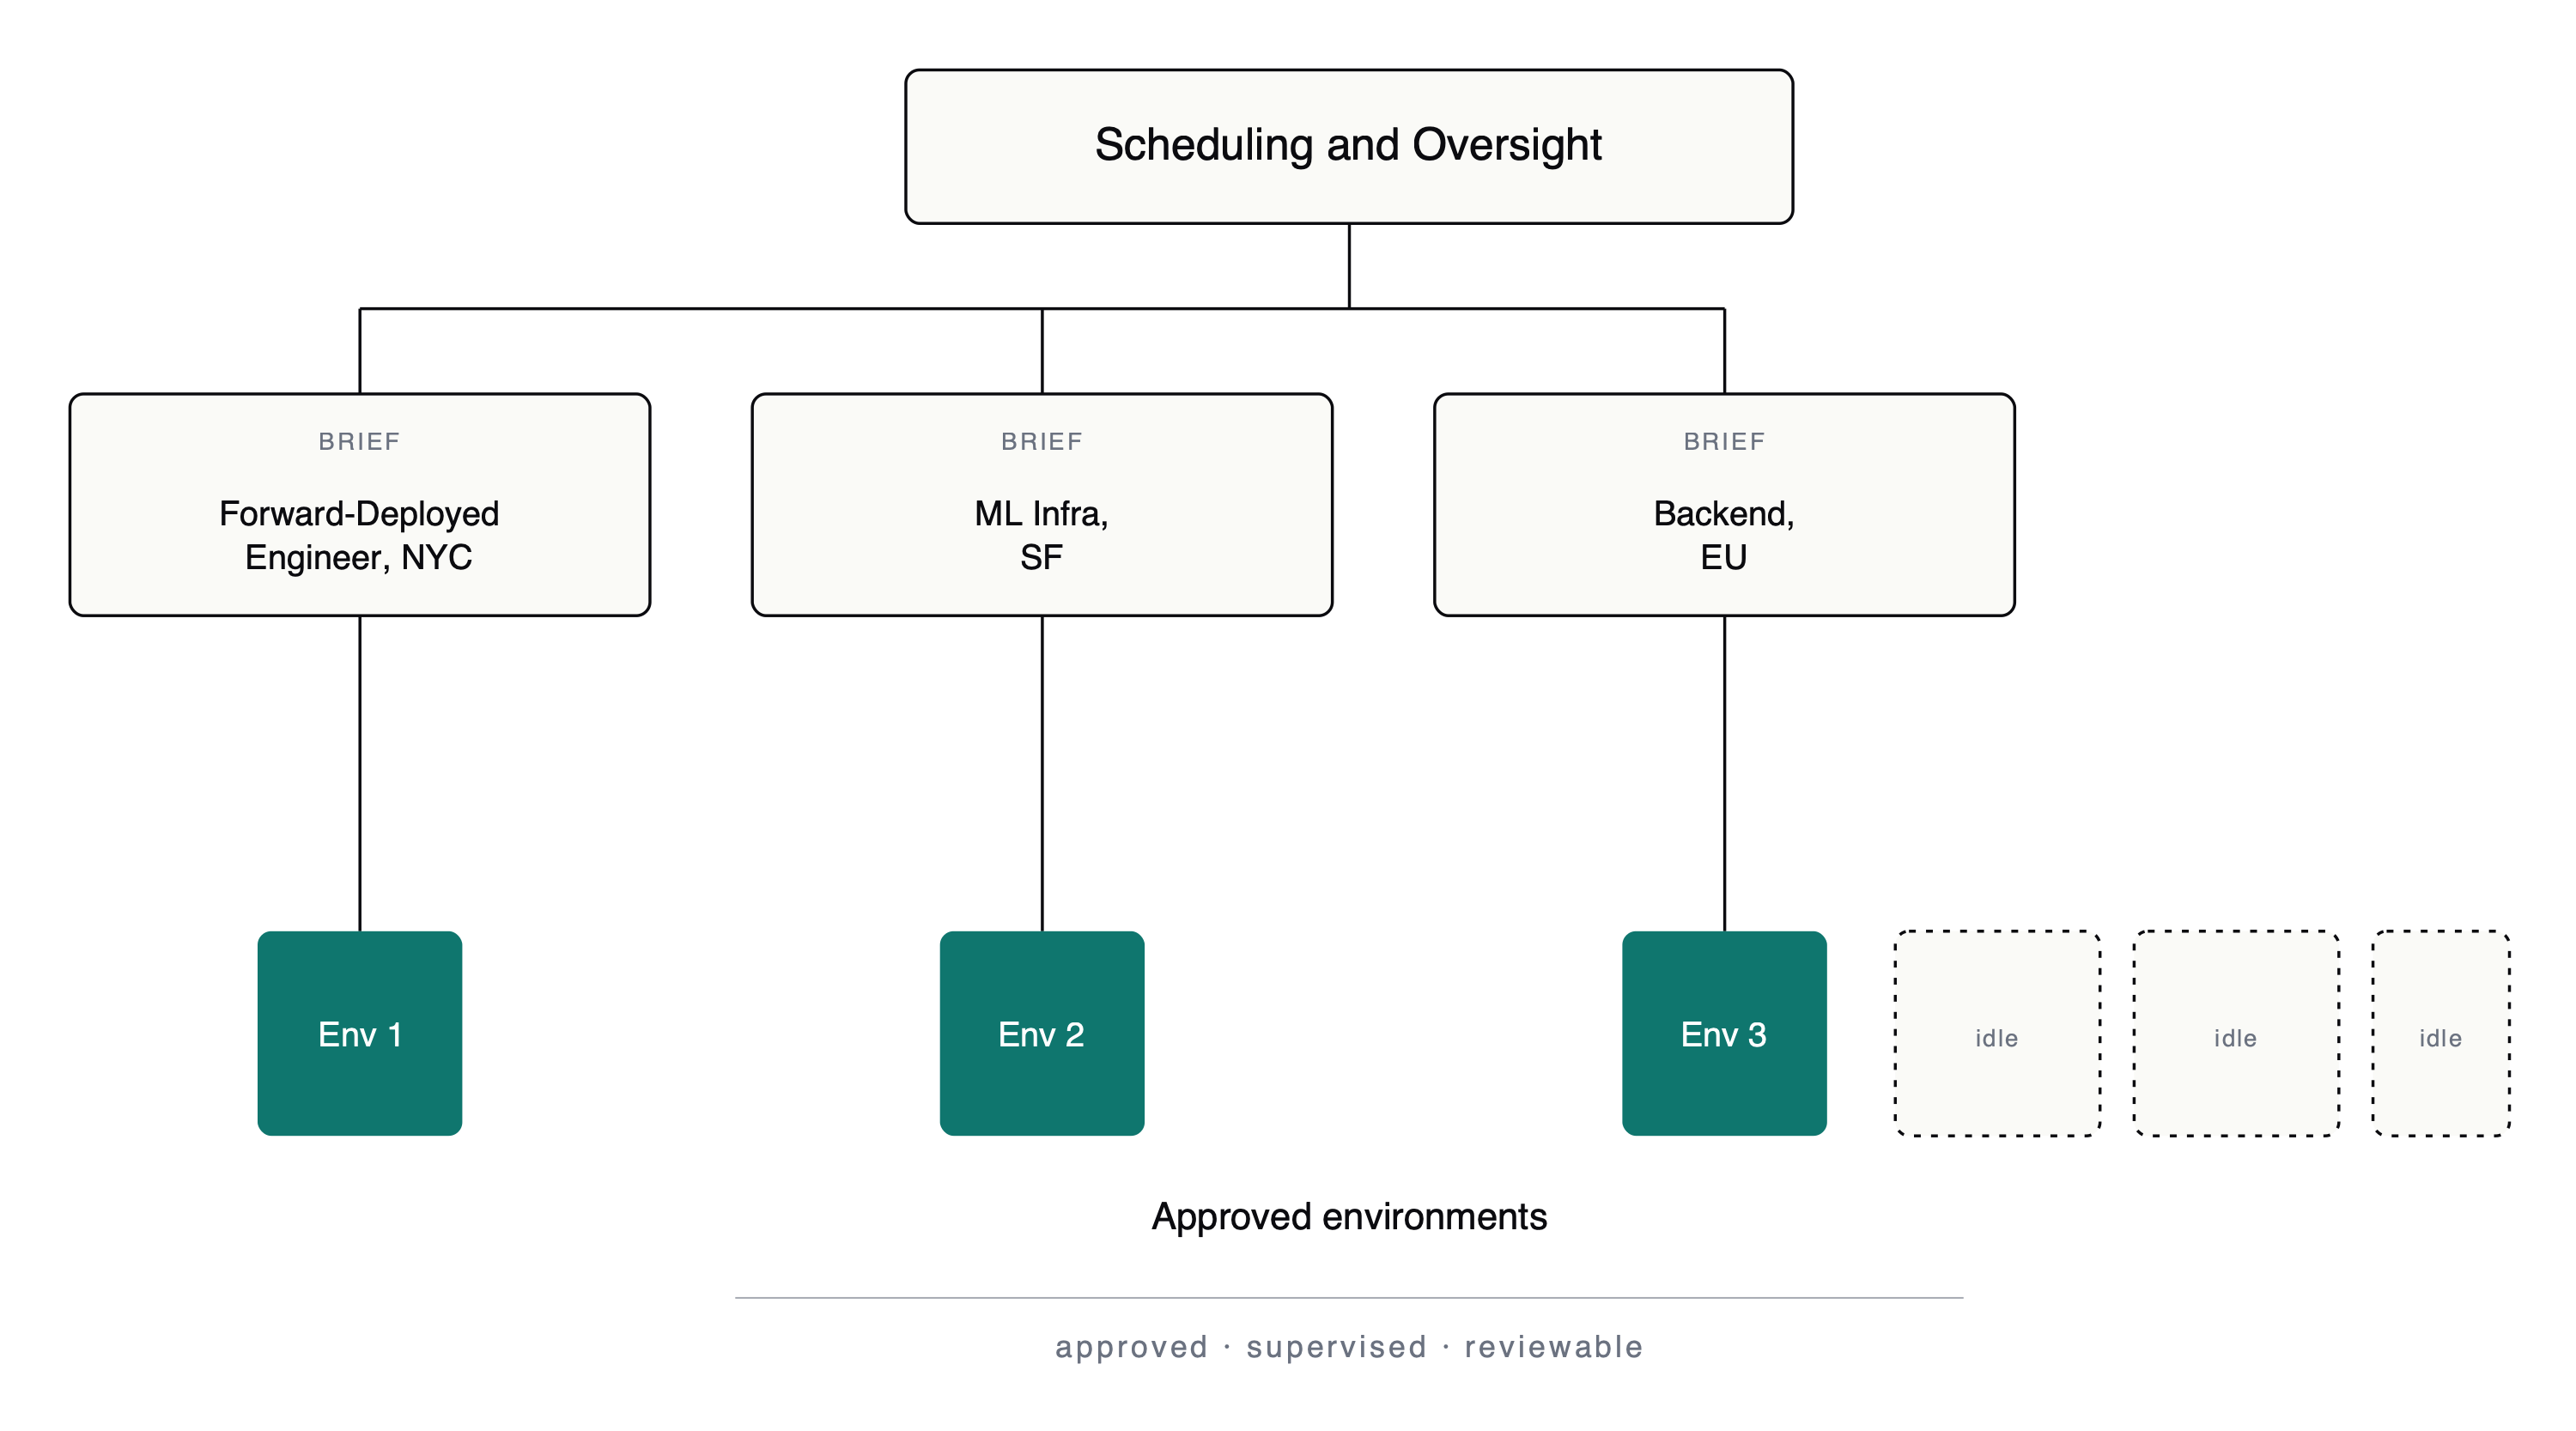 Scheduling and Oversight
BRIEF
Forward-Deployed
Engineer, NYC
BRIEF
ML Infra,
SF
BRIEF
Backend,
EU
Env 1
Env 2
Env 3
idle
idle
idle
Approved environments
approved · supervised · reviewable